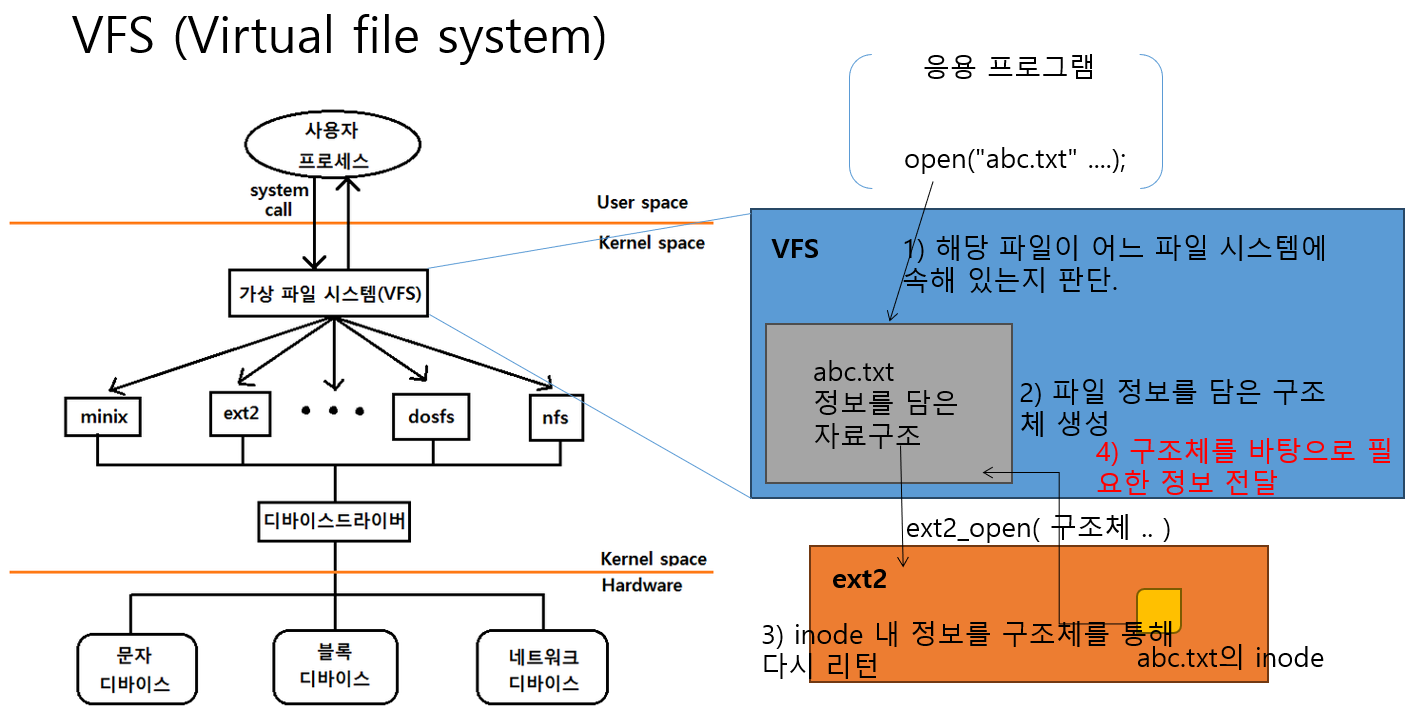 VFS (Virtual file system)
사용자
프로세스
system
call
User space
Kernel space
가상 파일 시스템(VFS)
minix
ext2
dosfs
nfs
디바이스드라이버
Kernel space
Hardware
문자
디바이스
블록
디바이스
네트워크
디바이스
응용 프로그램
open("abc.txt" ....);
VFS
1) 해당 파일이 어느 파일 시스템에
속해 있는지 판단.
abc.txt
정보를 담은
자료구조
2) 파일 정보를 담은 구조
체 생성
4) 구조체를 바탕으로 필
요한 정보 전달
ext2_open( 구조체 .. )
ext2
3) inode 내 정보를 구조체를 통해
다시 리턴
abc.txt의 inode